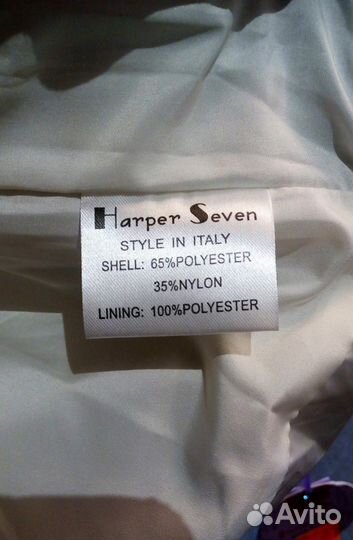 Harper Seven
STYLE IN ITALY
SHELL: 65%POLYESTER
35%NYLON
LINING: 100%POLYESTER
Avito